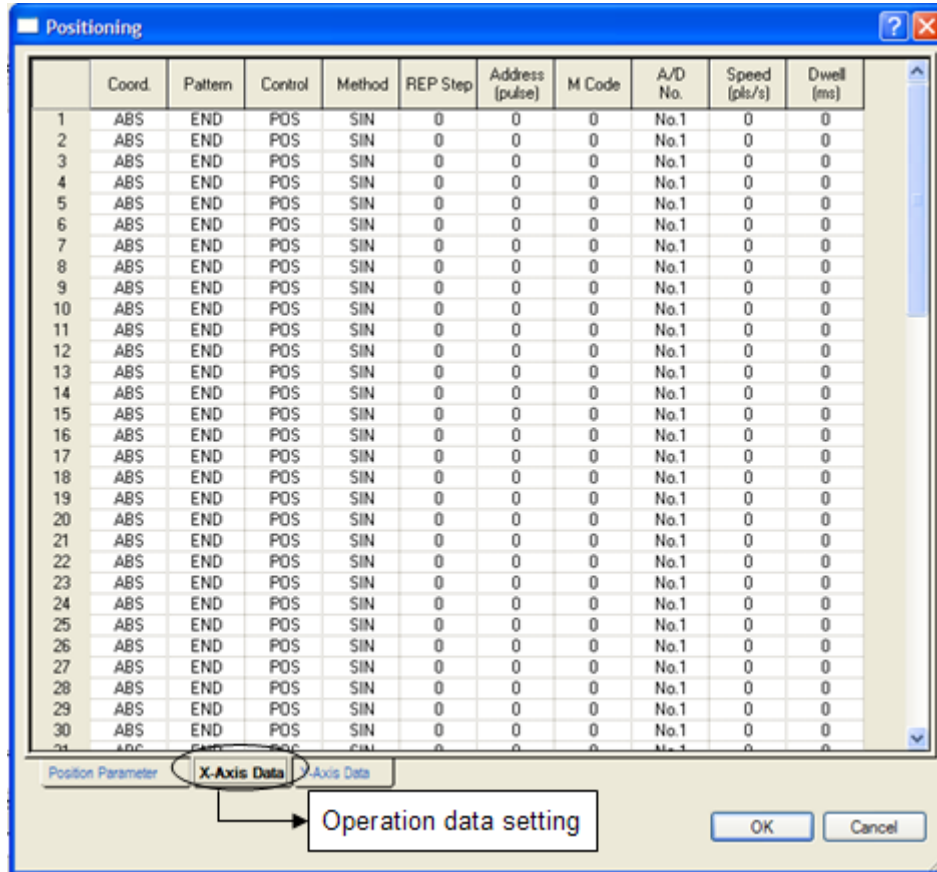 Positioning
Coord. Pattern Control Method REP Step Address (pulse) M Code A/D No. Speed (pls/s) Dwell (ms)
1 ABS END POS SIN 0 0 0 No.1 0 0
2 ABS END POS SIN 0 0 0 No.1 0 0
3 ABS END POS SIN 0 0 0 No.1 0 0
4 ABS END POS SIN 0 0 0 No.1 0 0
5 ABS END POS SIN 0 0 0 No.1 0 0
6 ABS END POS SIN 0 0 0 No.1 0 0
7 ABS END POS SIN 0 0 0 No.1 0 0
8 ABS END POS SIN 0 0 0 No.1 0 0
9 ABS END POS SIN 0 0 0 No.1 0 0
10 ABS END POS SIN 0 0 0 No.1 0 0
11 ABS END POS SIN 0 0 0 No.1 0 0
12 ABS END POS SIN 0 0 0 No.1 0 0
13 ABS END POS SIN 0 0 0 No.1 0 0
14 ABS END POS SIN 0 0 0 No.1 0 0
15 ABS END POS SIN 0 0 0 No.1 0 0
16 ABS END POS SIN 0 0 0 No.1 0 0
17 ABS END POS SIN 0 0 0 No.1 0 0
18 ABS END POS SIN 0 0 0 No.1 0 0
19 ABS END POS SIN 0 0 0 No.1 0 0
20 ABS END POS SIN 0 0 0 No.1 0 0
21 ABS END POS SIN 0 0 0 No.1 0 0
22 ABS END POS SIN 0 0 0 No.1 0 0
23 ABS END POS SIN 0 0 0 No.1 0 0
24 ABS END POS SIN 0 0 0 No.1 0 0
25 ABS END POS SIN 0 0 0 No.1 0 0
26 ABS END POS SIN 0 0 0 No.1 0 0
27 ABS END POS SIN 0 0 0 No.1 0 0
28 ABS END POS SIN 0 0 0 No.1 0 0
29 ABS END POS SIN 0 0 0 No.1 0 0
30 ABS END POS SIN 0 0 0 No.1 0 0
Position Parameter X-Axis Data -Axis Data
Operation data setting
OK Cancel